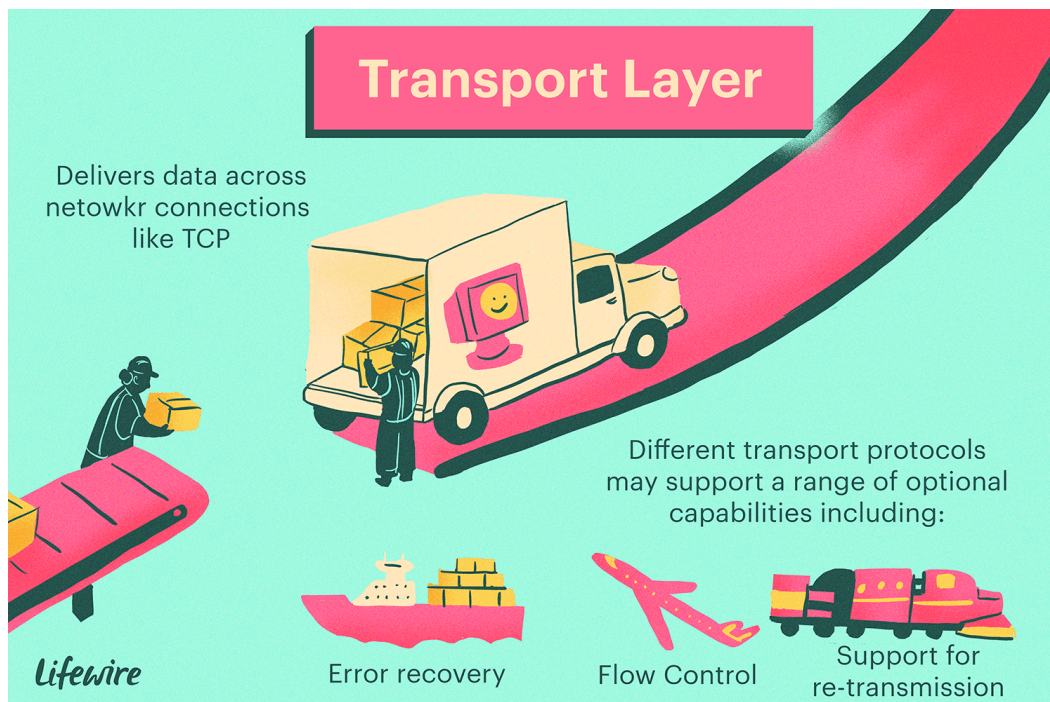 Transport Layer
Delivers data across
netowkr connections
like TCP
Different transport protocols
may support a range of optional
capabilities including:
Error recovery
Flow Control
Support for
re-transmission
Lifewire